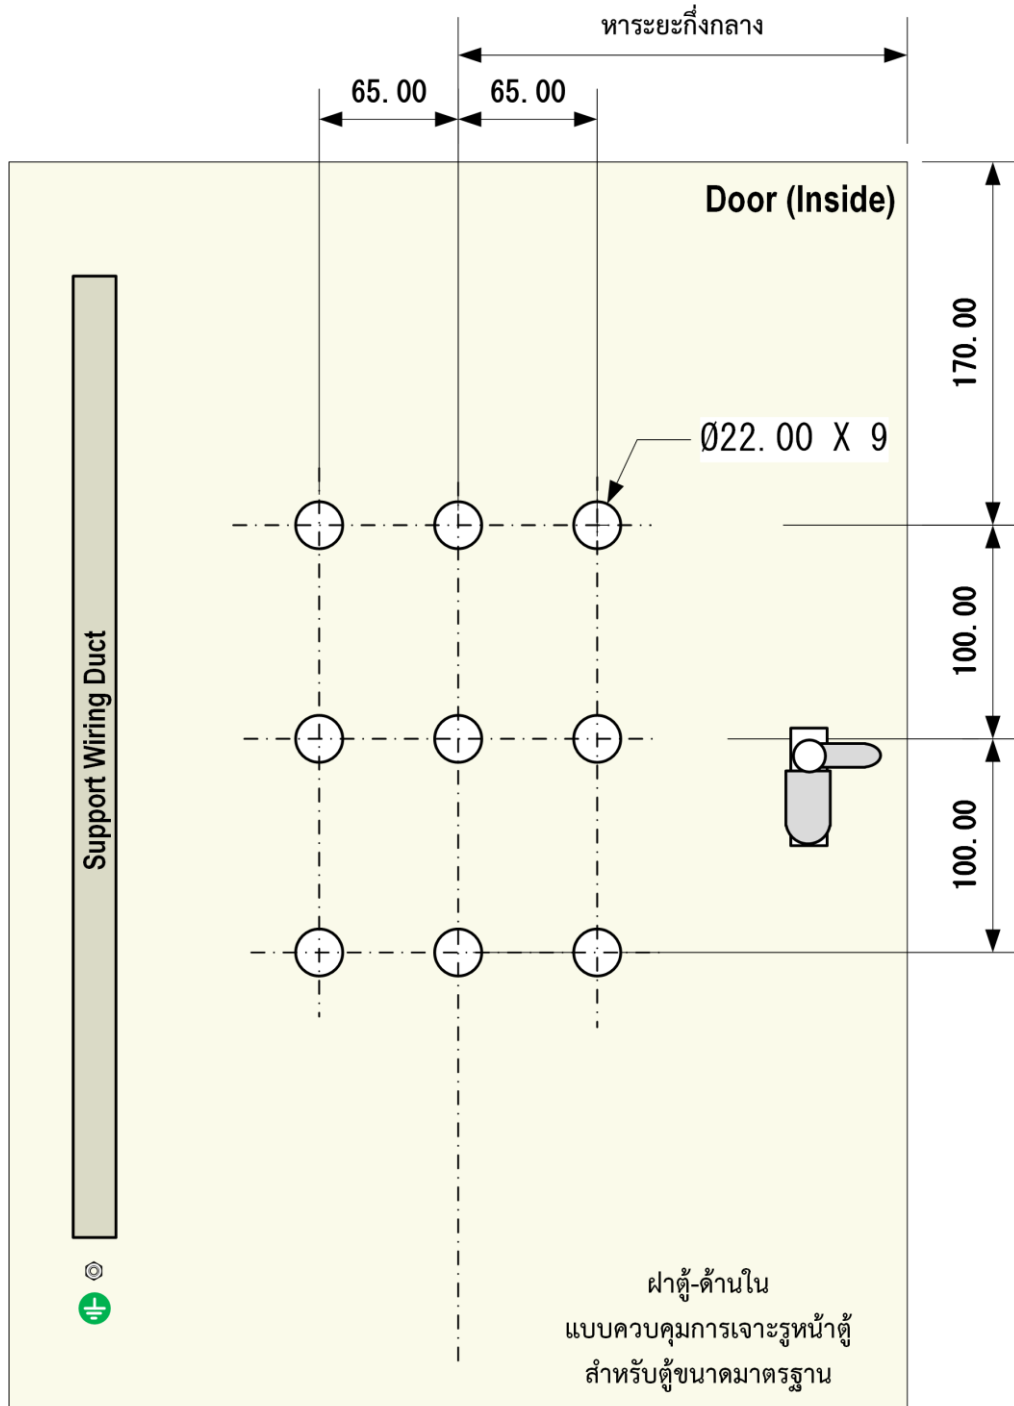 หาระยะกึ่งกลาง
65.00 65.00
Door (Inside)
170.00
Ø22.00 X 9
100.00
Support Wiring Duct
100.00
ฝาตู้-ด้านใน
แบบควบคุมการเจาะรูหน้าตู้
สำหรับตู้ขนาดมาตรฐาน